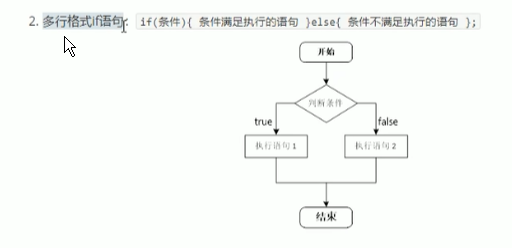 2. 多行格式if语句: if(条件){ 条件满足执行的语句 }else{ 条件不满足执行的语句 };
开始
判断条件
true false
执行语句1 执行语句2
结束